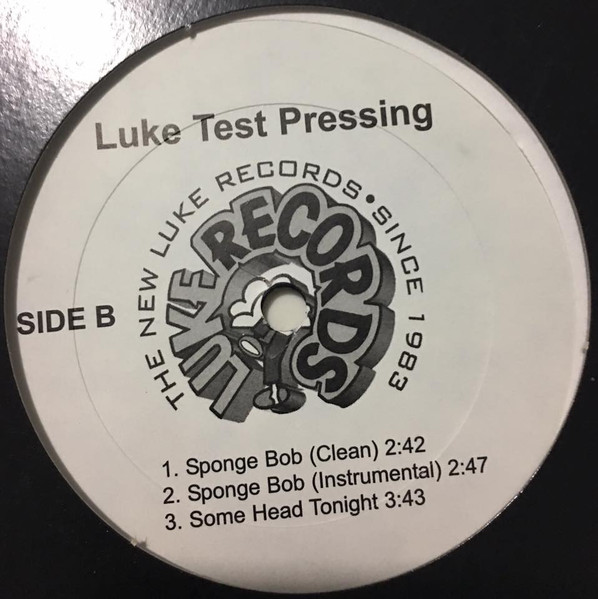 Luke Test Pressing
THE NEW LUKE RECORDS•SINCE 1983
LUKE RECORDS
SIDE B
1. Sponge Bob (Clean) 2:42
2. Sponge Bob (Instrumental) 2:47
3. Some Head Tonight 3:43